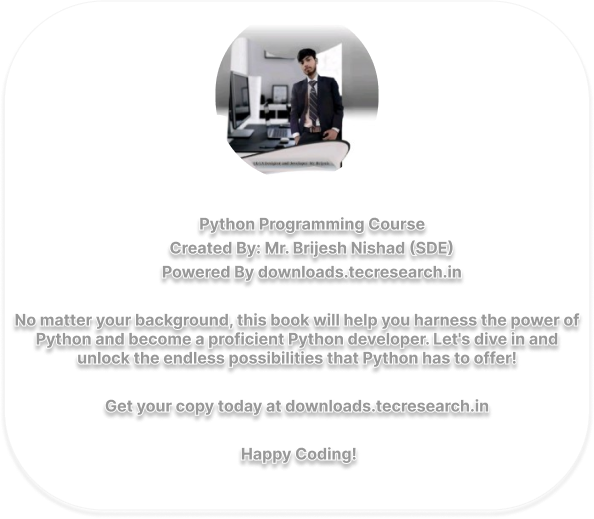 Python Programming Course
Created By: Mr. Brijesh Nishad (SDE)
Powered By downloads.tecresearch.in
No matter your background, this book will help you harness the power of
Python and become a proficient Python developer. Let's dive in and
unlock the endless possibilities that Python has to offer!
Get your copy today at downloads.tecresearch.in
Happy Coding!